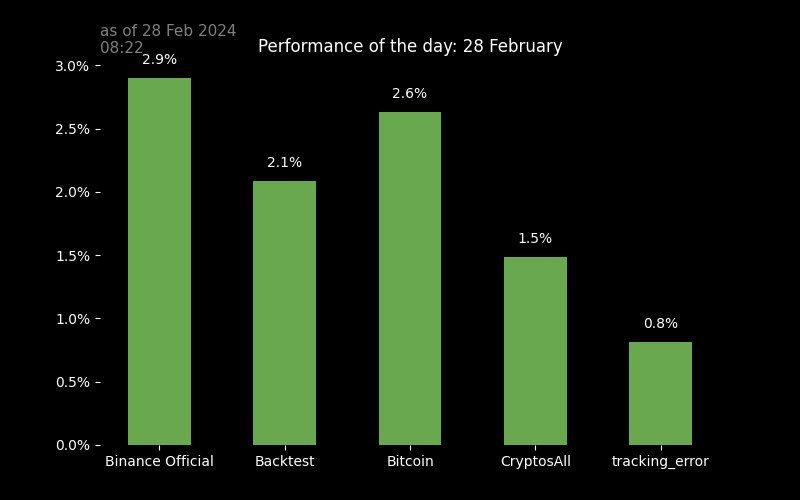 as of 28 Feb 2024
08:22
Performance of the day: 28 February
3.0%
2.5%
2.0%
1.5%
1.0%
0.5%
0.0%
2.9%
2.1%
2.6%
1.5%
0.8%
Binance Official
Backtest
Bitcoin
CryptosAll
tracking_error